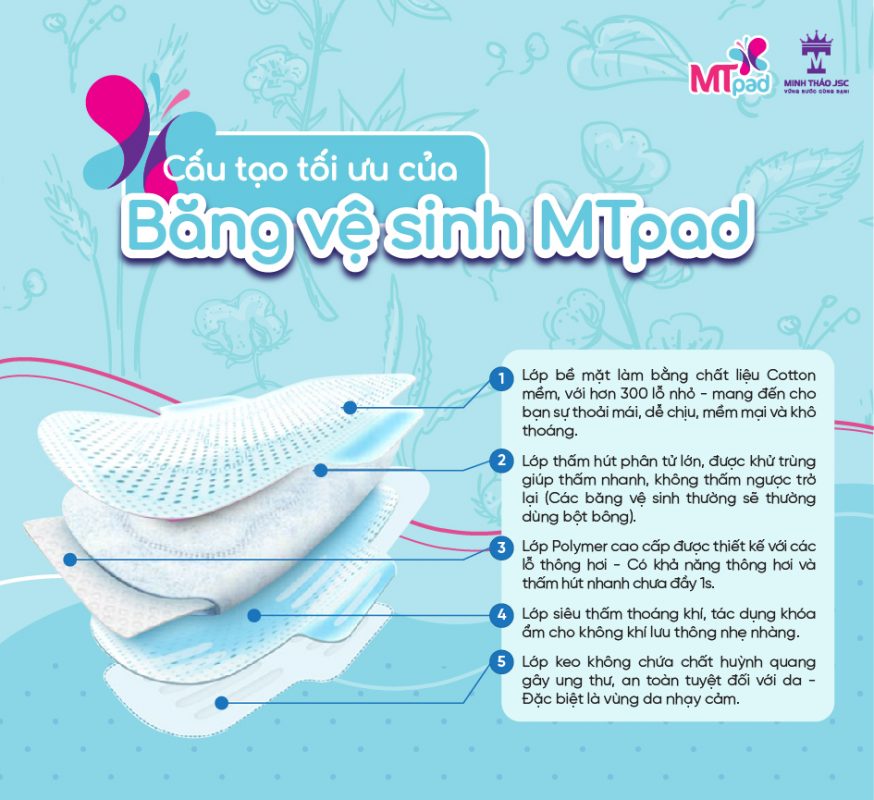 MTpad
MINH THẢO JSC
VỮNG BƯỚC CÙNG BẠN!
Cấu tạo tối ưu của
Băng vệ sinh MTpad
1 Lớp bề mặt làm bằng chất liệu Cotton
mềm, với hơn 300 lỗ nhỏ - mang đến cho
bạn sự thoải mái, dễ chịu, mềm mại và khô
thoáng.
2 Lớp thấm hút phân tử lớn, được khử trùng
giúp thấm nhanh, không thấm ngược trở
lại (Các băng vệ sinh thường sẽ thường
dùng bột bông).
3 Lớp Polymer cao cấp được thiết kế với các
lỗ thông hơi - Có khả năng thông hơi và
thấm hút nhanh chưa đầy 1s.
4 Lớp siêu thấm thoáng khí, tác dụng khóa
ẩm cho không khí lưu thông nhẹ nhàng.
5 Lớp keo không chứa chất huỳnh quang
gây ung thư, an toàn tuyệt đối với da -
Đặc biệt là vùng da nhạy cảm.